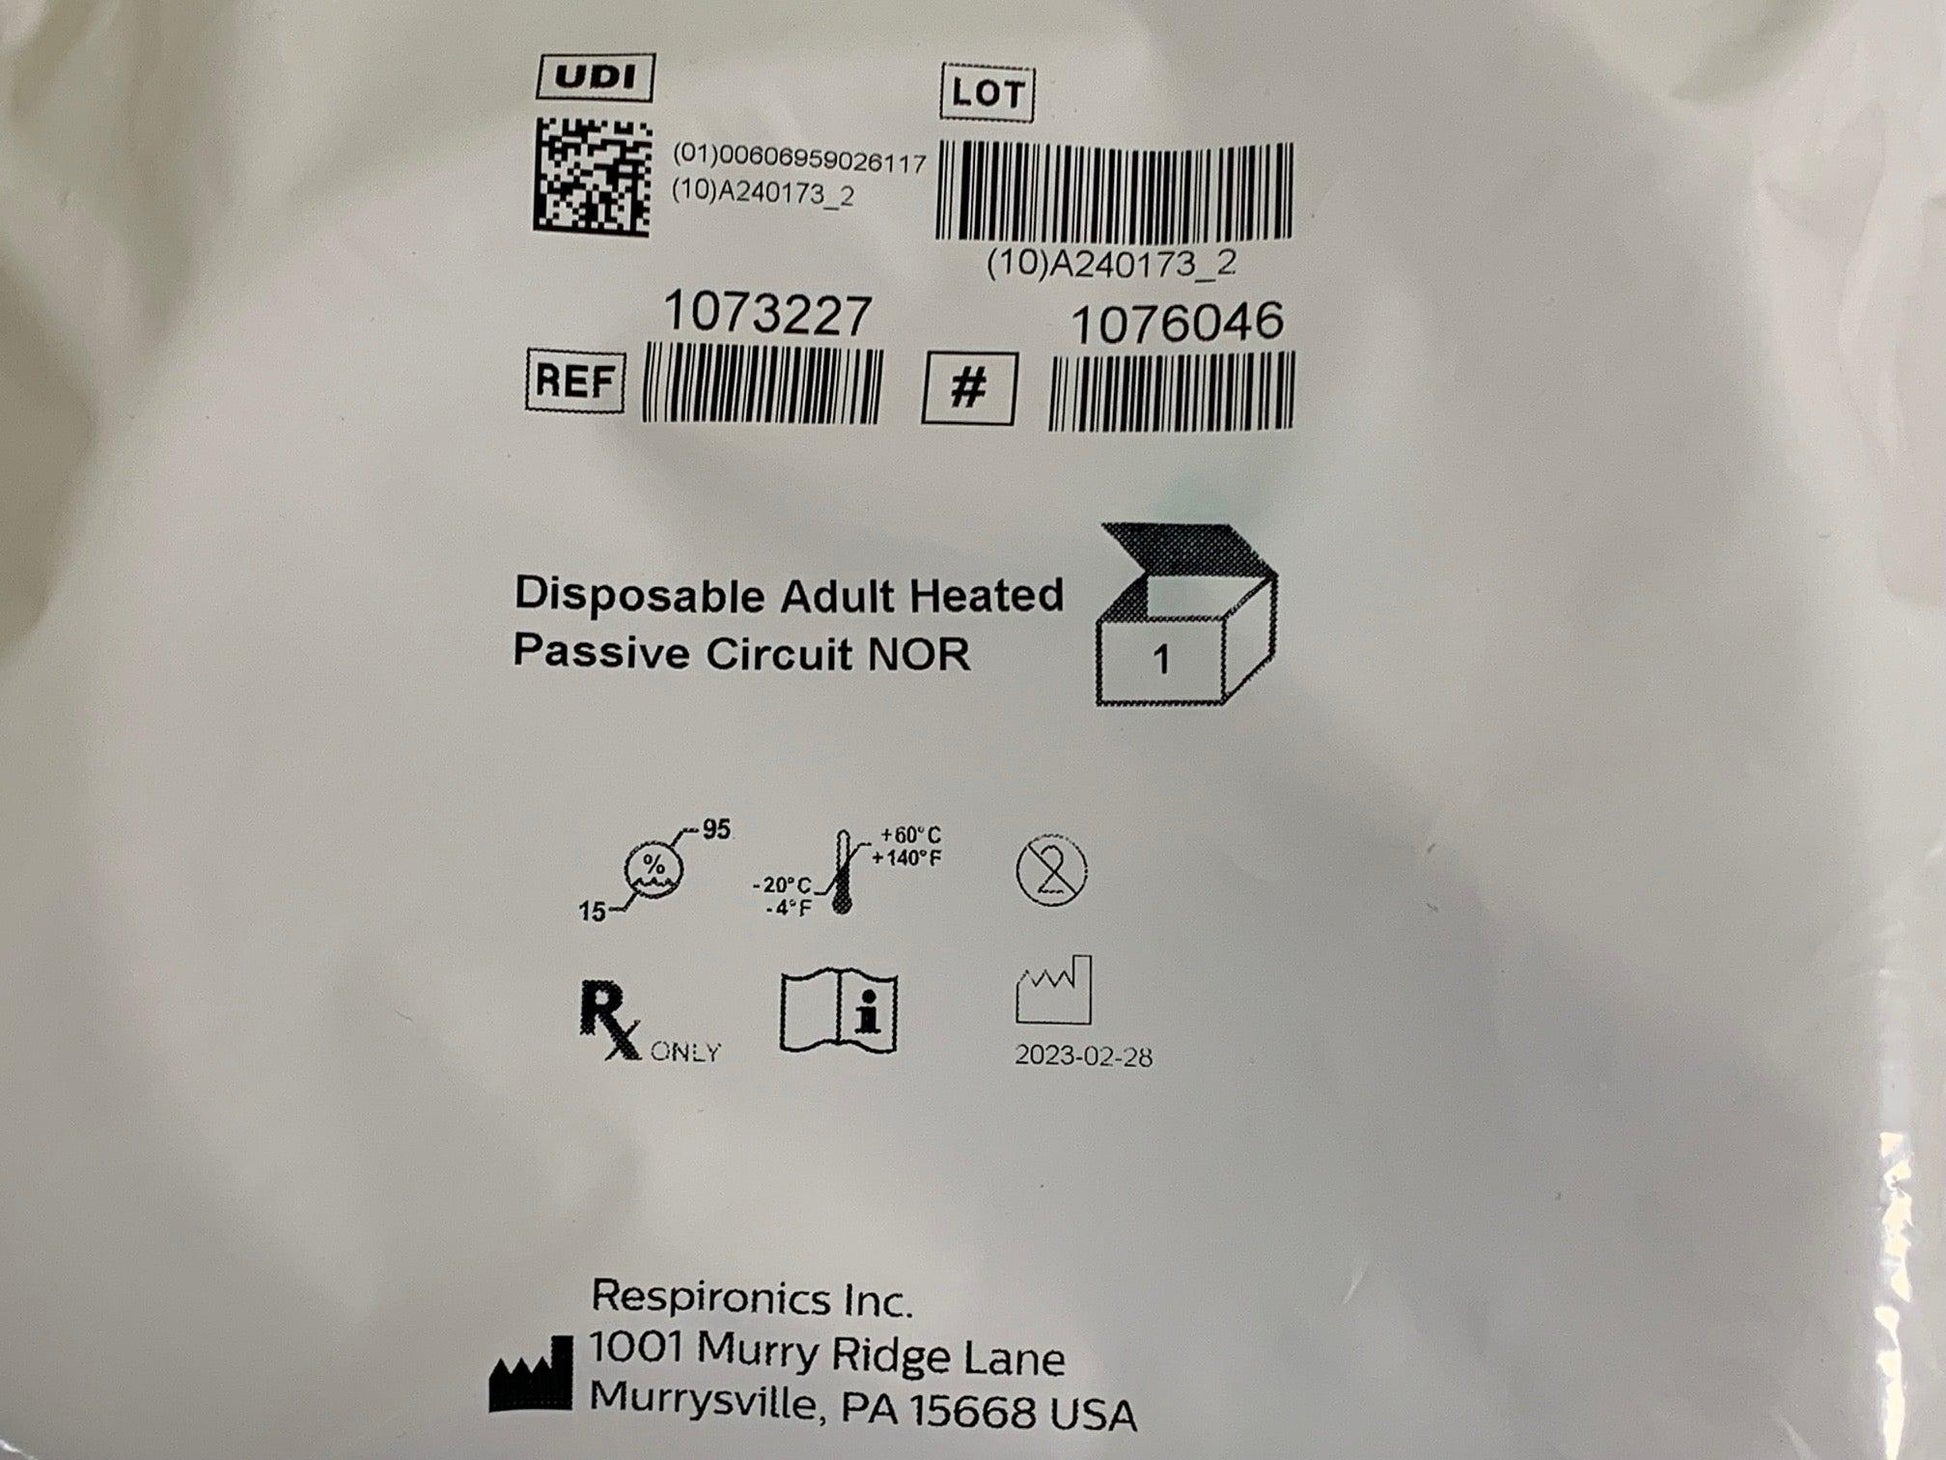 UDI
LOT
(01)00606959026117
(10)A240173_2
(10)A240173_2
1073227
1076046
REF
#
Disposable Adult Heated
Passive Circuit NOR
1
95
%
15
+60°C
+140°F
-20°C
-4°F
2
Rx ONLY
i
2023-02-28
Respironics Inc.
1001 Murry Ridge Lane
Murrysville, PA 15668 USA